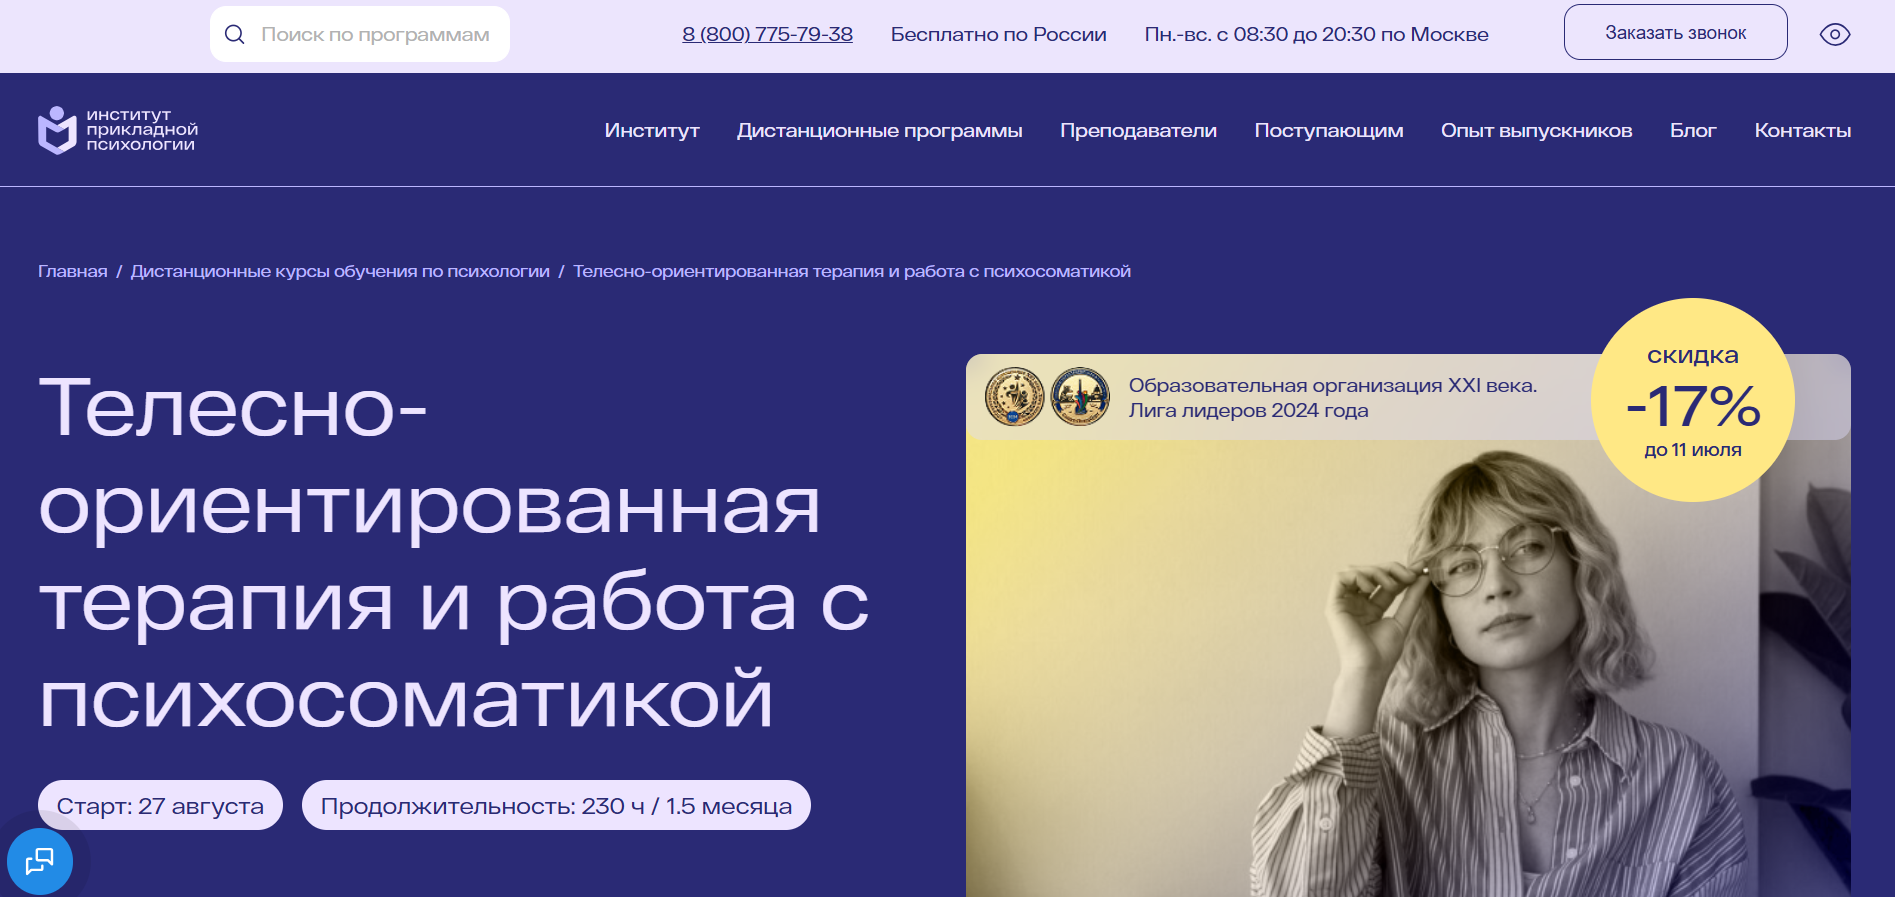 Поиск по программам
8 (800) 775-79-38
Бесплатно по России
Пн.-вс. с 08:30 до 20:30 по Москве
Заказать звонок
институт
прикладной
психологии
Институт
Дистанционные программы
Преподаватели
Поступающим
Опыт выпускников
Блог
Контакты
Главная / Дистанционные курсы обучения по психологии / Телесно-ориентированная терапия и работа с психосоматикой
Телесно-
ориентированная
терапия и работа с
психосоматикой
Старт: 27 августа
Продолжительность: 230 ч / 1.5 месяца
Образовательная организация XXI века.
Лига лидеров 2024 года
скидка
-17%
до 11 июля